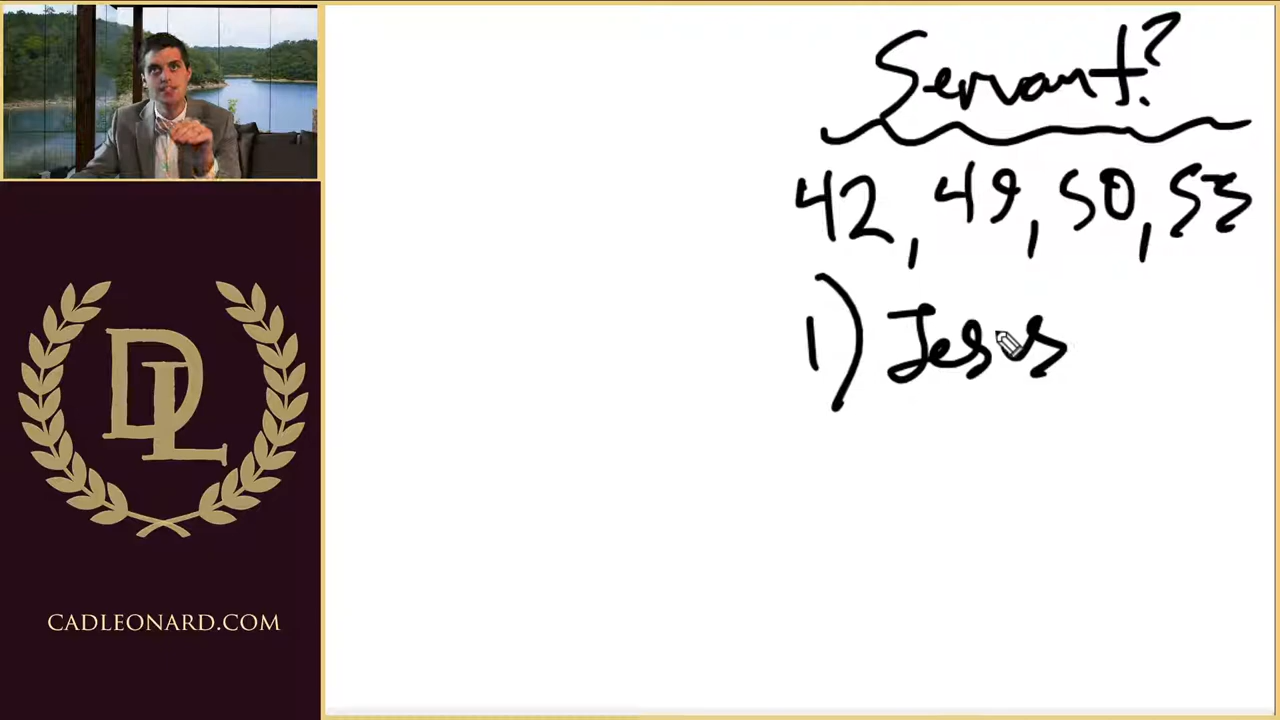 Servant?
42, 49, 50, 53
1) Jesus
DL
CADLEONARD.COM